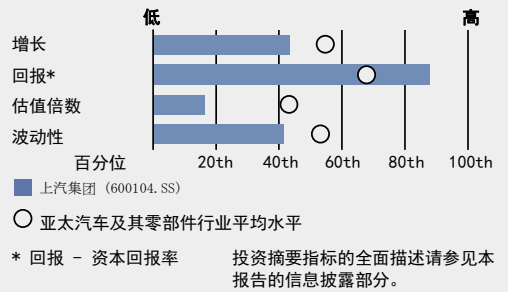 低 高
增长
回报*
估值倍数
波动性
百分位 20th 40th 60th 80th 100th
上汽集团 (600104.SS)
亚太汽车及其零部件行业平均水平
* 回报 - 资本回报率 投资摘要指标的全面描述请参见本
报告的信息披露部分。